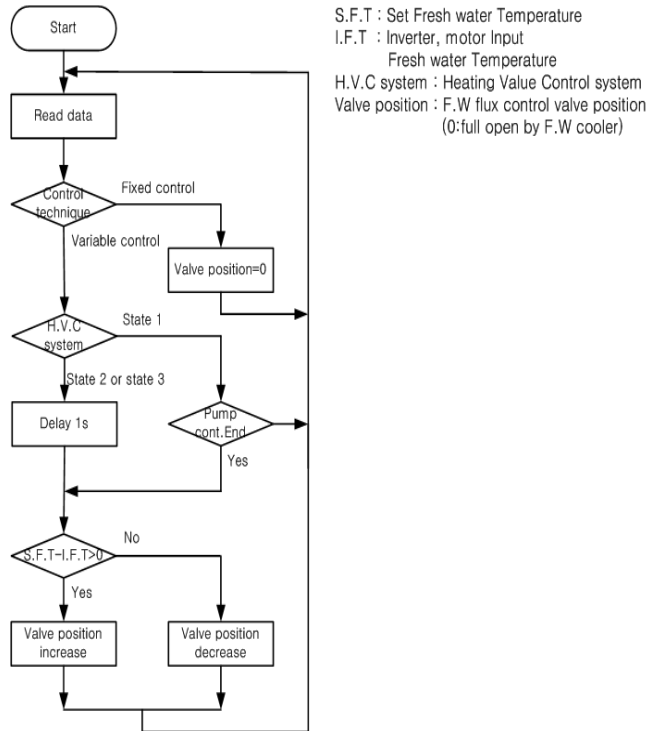 Start
S.F.T : Set Fresh water Temperature
I.F.T : Inverter, motor Input
Fresh water Temperature
H.V.C system : Heating Value Control system
Valve position : F.W flux control valve position
(0:full open by F.W cooler)
Read data
Control
technique
Fixed control
Variable control
Valve position=0
H.V.C
system
State 1
State 2 or state 3
Delay 1s
Pump
cont.End
Yes
S.F.T-I.F.T>0
No
Yes
Valve position
increase
Valve position
decrease